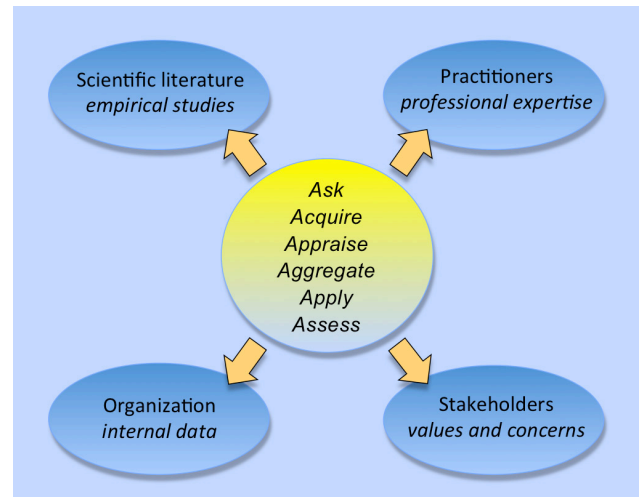 Scientific literature
empirical studies
Practitioners
professional expertise
Ask
Acquire
Appraise
Aggregate
Apply
Assess
Organization
internal data
Stakeholders
values and concerns